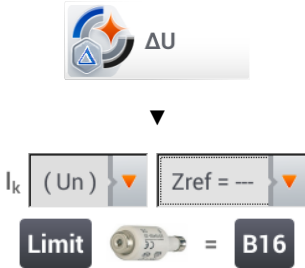 ΔU
▼
Ik ( Un ) ▼ Zref = --- ▼
Limit = B16